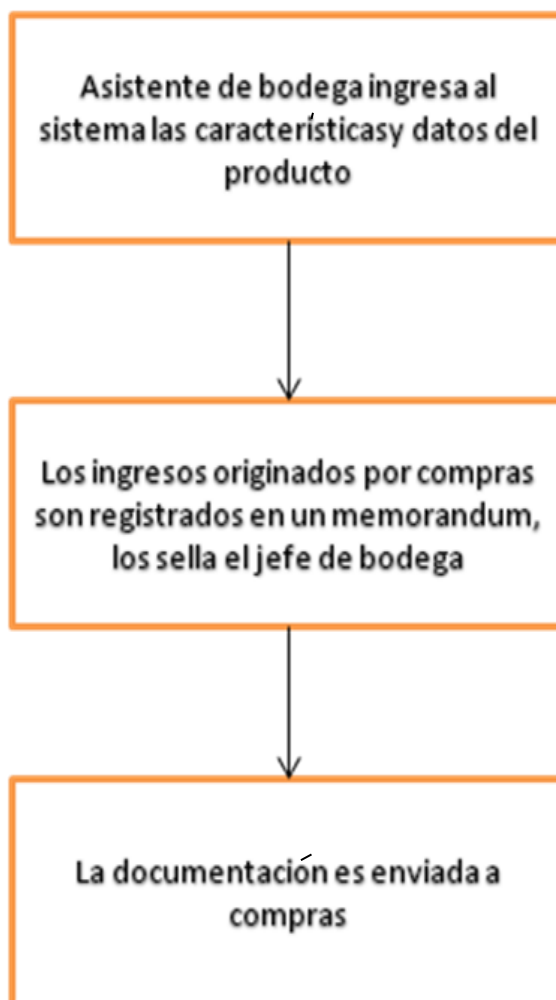 Asistente de bodega ingresa al
sistema las característicasy datos del
producto
Los ingresos originados por compras
son registrados en un memorandum,
los sella el jefe de bodega
La documentación es enviada a
compras